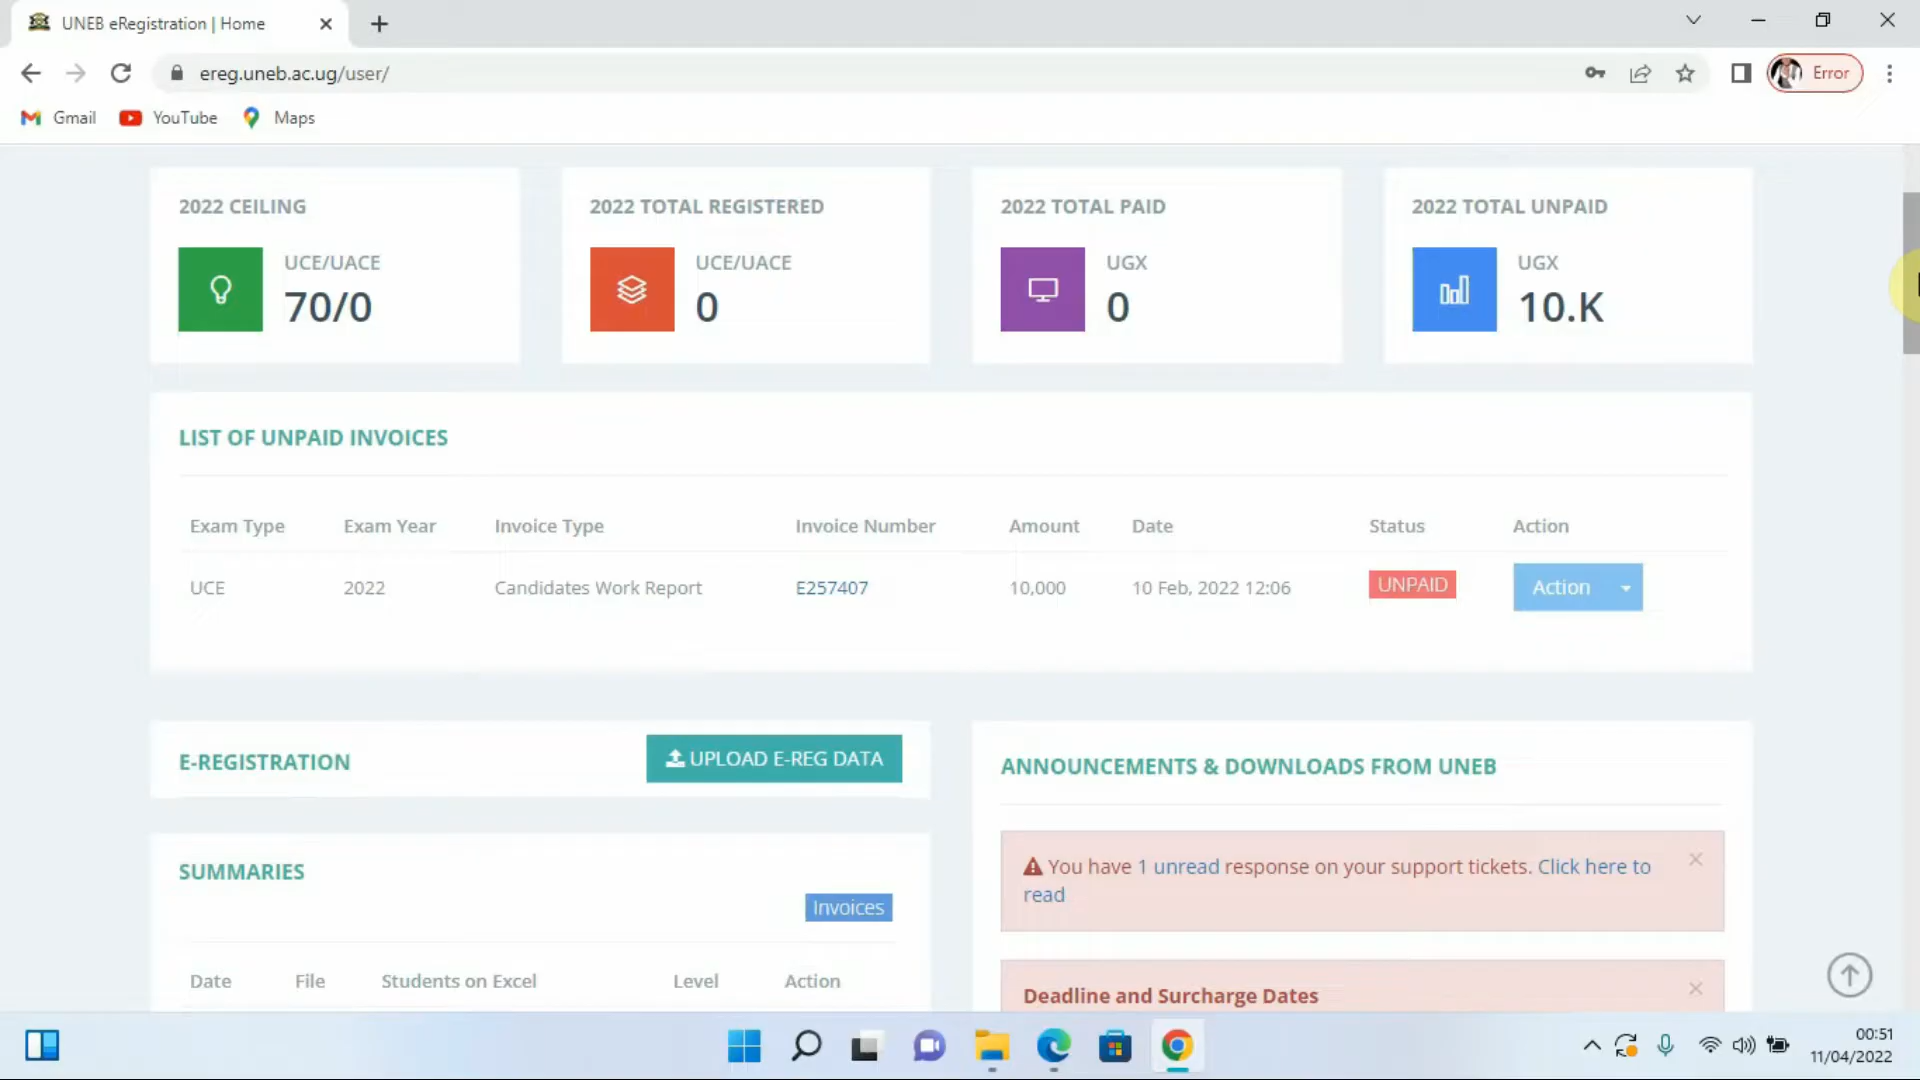 UNEB eRegistration | Home
ereg.uneb.ac.ug/user/
Error
Gmail
YouTube
Maps
2022 CEILING
UCE/UACE
70/0
2022 TOTAL REGISTERED
UCE/UACE
0
2022 TOTAL PAID
UGX
0
2022 TOTAL UNPAID
UGX
10.K
LIST OF UNPAID INVOICES
Exam Type Exam Year Invoice Type Invoice Number Amount Date Status Action
UCE 2022 Candidates Work Report E257407 10,000 10 Feb, 2022 12:06 UNPAID Action
E-REGISTRATION
UPLOAD E-REG DATA
SUMMARIES
Invoices
Date File Students on Excel Level Action
ANNOUNCEMENTS & DOWNLOADS FROM UNEB
You have 1 unread response on your support tickets. Click here to
read
Deadline and Surcharge Dates
00:51
11/04/2022